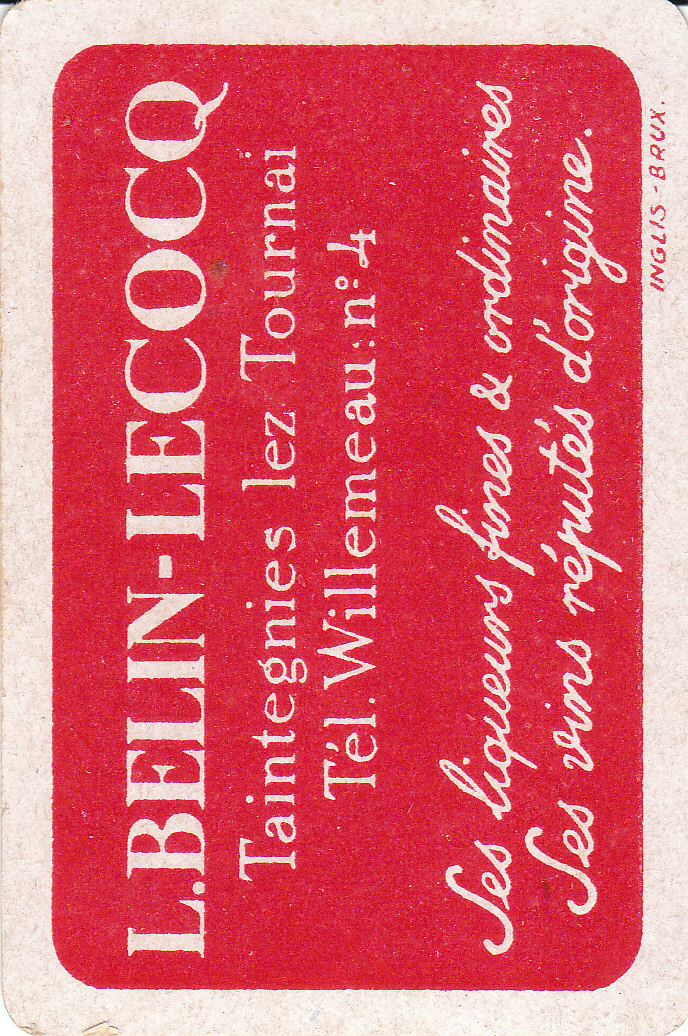 L.BELIN-LECOCQ
Taintegnies lez Tournai
Tél. Willemeau: n° 4
Ses liqueurs fines & ordinaires
Ses vins réputés d'origine.
INGLIS - BRUX.